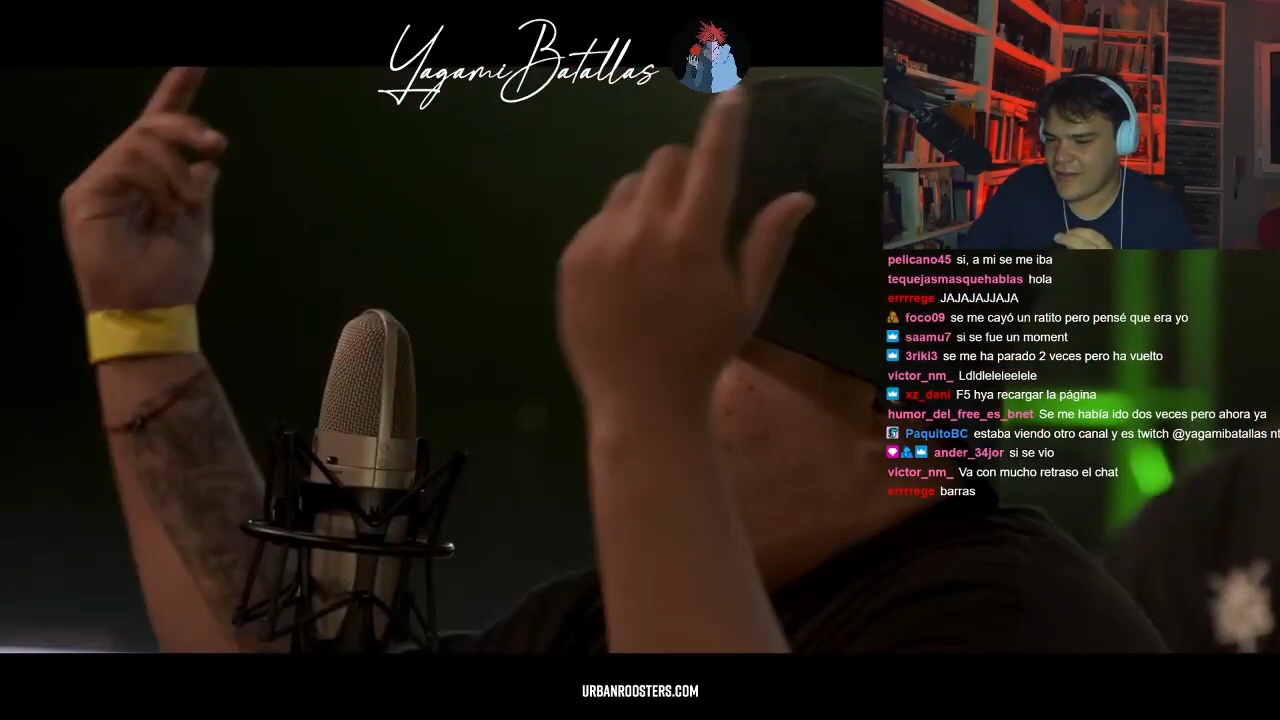 YagamiBatallas
pelicano45 si, a mi se me iba
tequejasmasquehablas hola
errrrege JAJAJAJJAJA
foco09 se me cayó un ratito pero pensé que era yo
saamu7 si se fue un moment
3riki3 se me ha parado 2 veces pero ha vuelto
victor_nm_ Ldldleleleelele
xz_dani F5 hya recargar la página
humor_del_free_es_bnet Se me había ido dos veces pero ahora ya
PaquitoBC estaba viendo otro canal y es twitch @yagamibatallas nt
ander_34jor si se vio
victor_nm_ Va con mucho retraso el chat
errrrege barras
URBANROOSTERS.COM